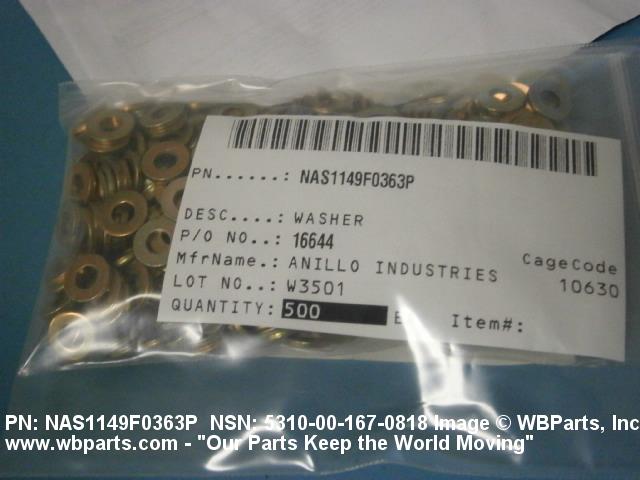 PN......: NAS1149F0363P
DESC....: WASHER
P/O NO..: 16644
MfrName.: ANILLO INDUSTRIES CageCode
LOT NO..: W3501 10630
QUANTITY: 500 E Item#:
PN: NAS1149F0363P NSN: 5310-00-167-0818 Image © WBParts, Inc
www.wbparts.com - "Our Parts Keep the World Moving"